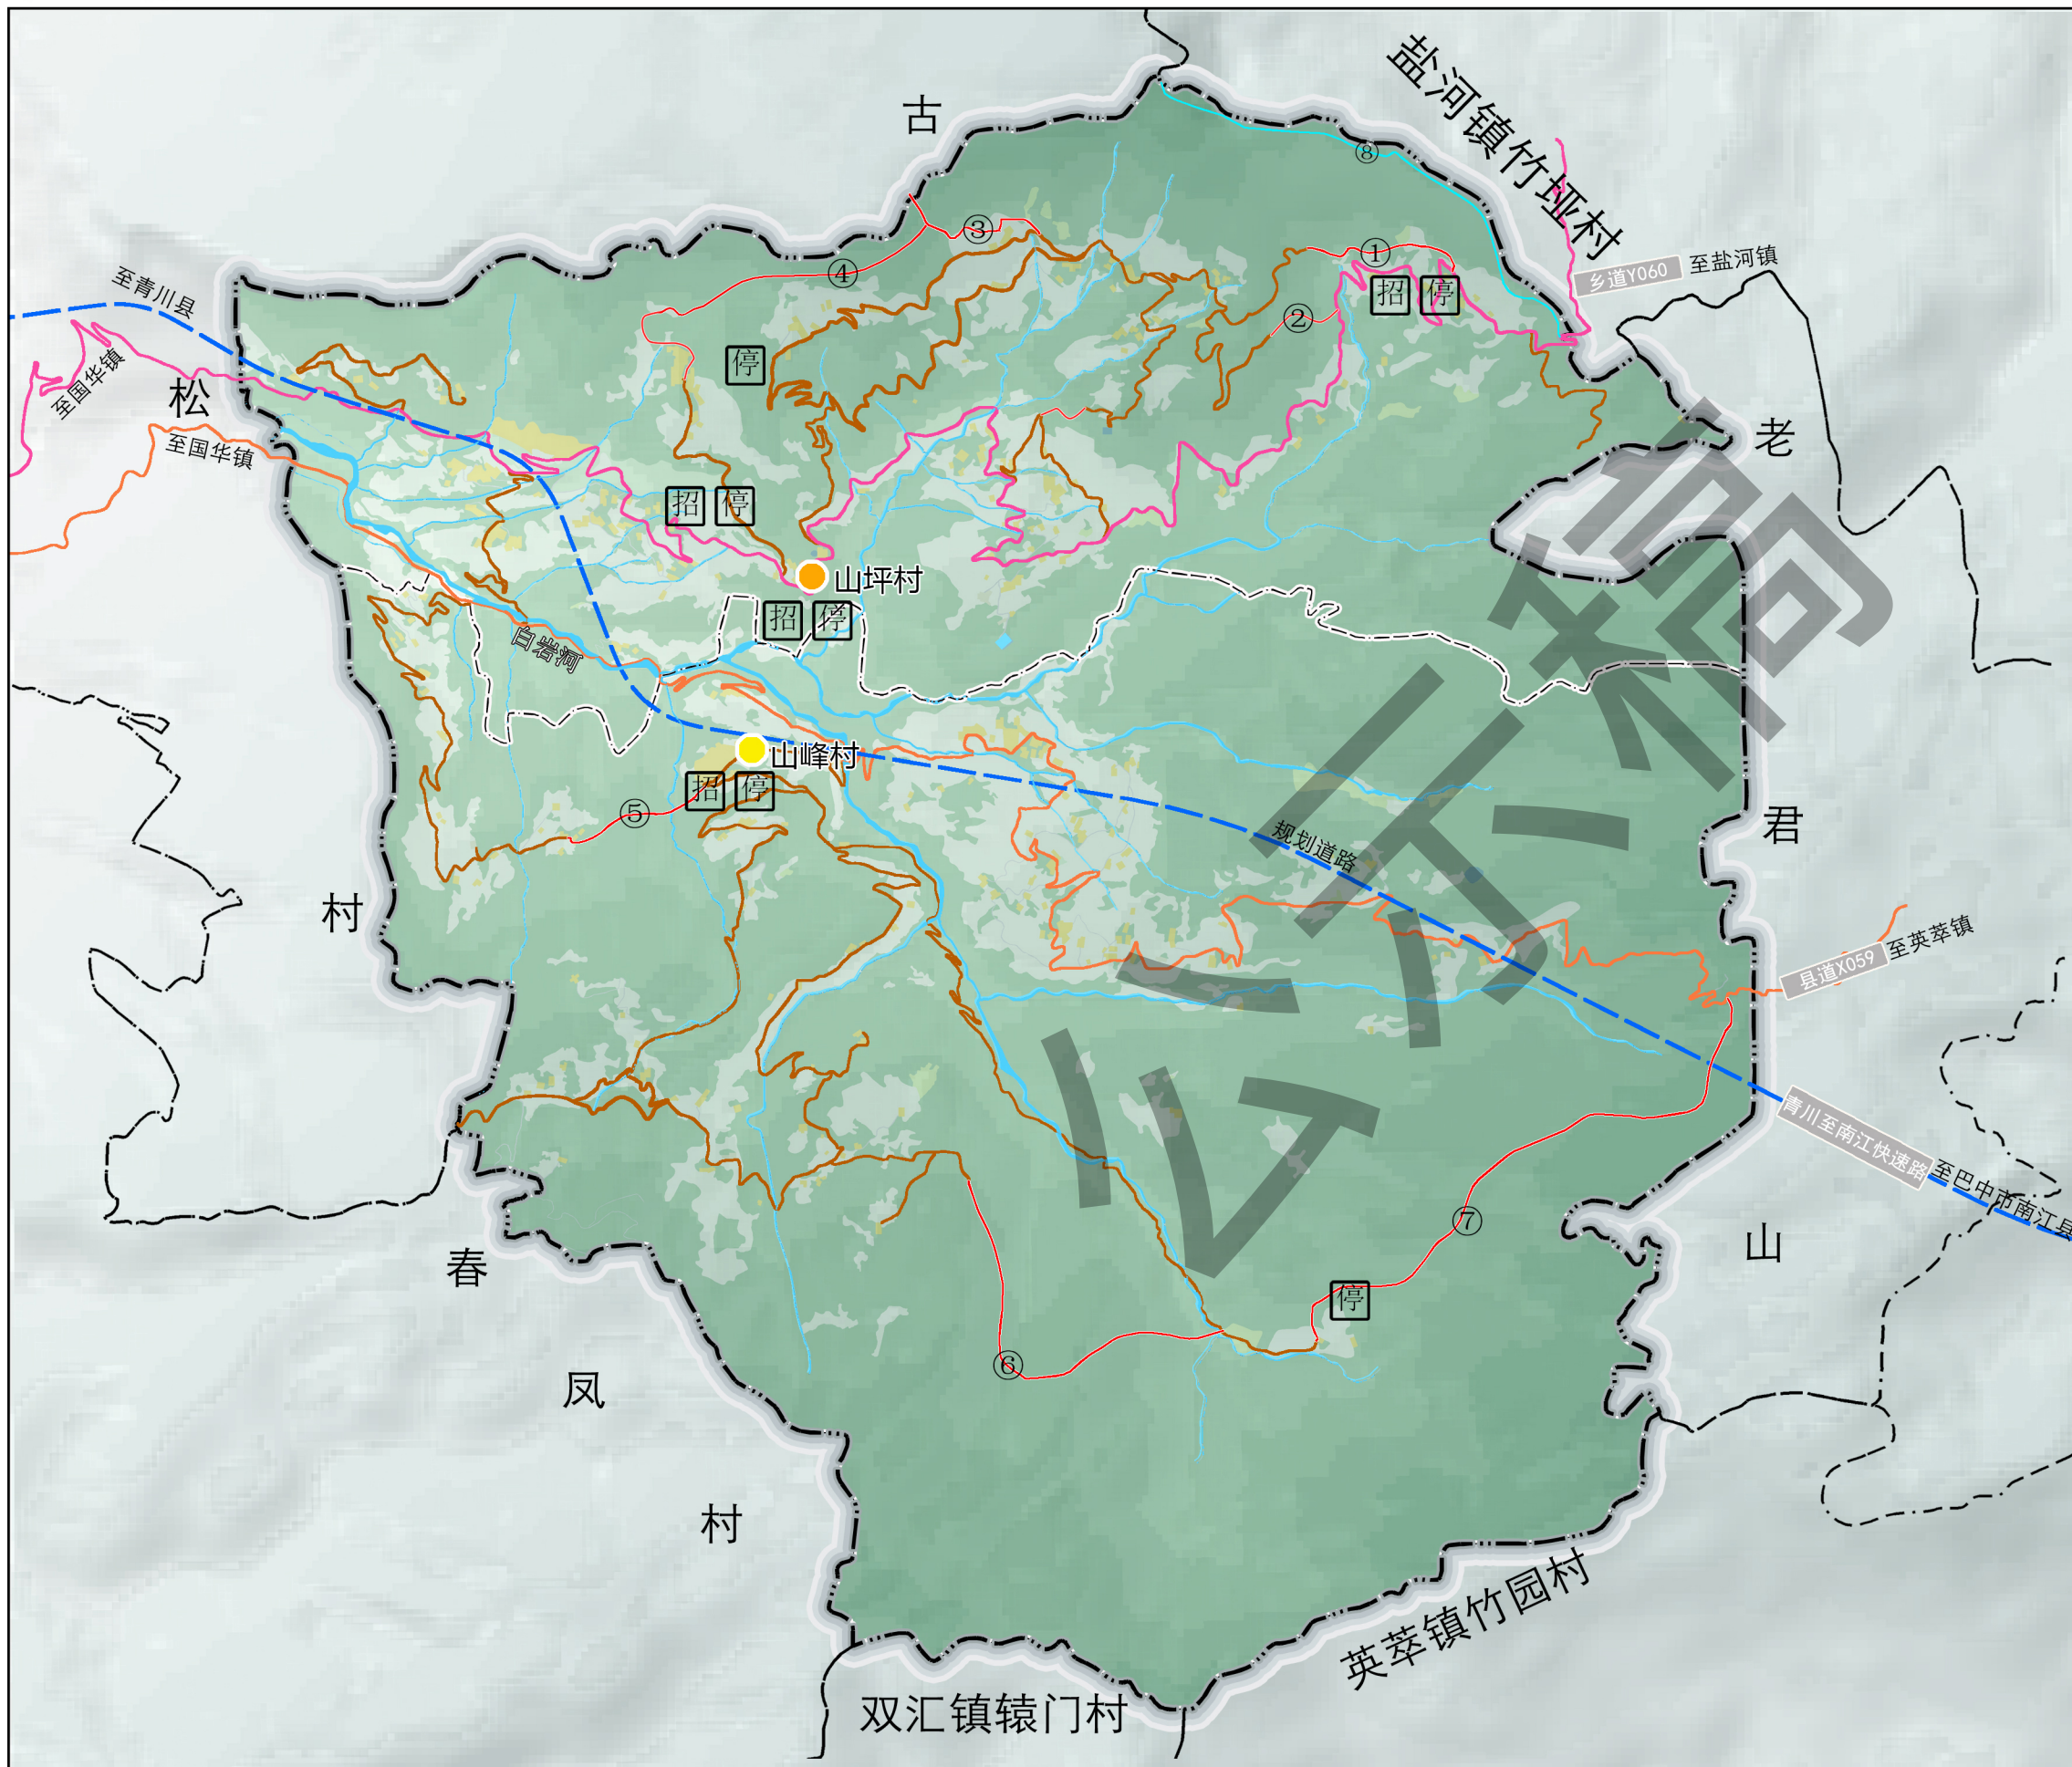 古
盐河镇竹垭村
⑧
③
①
④
乡道Y060
至盐河镇
至青川县
招
停
②
停
至国华镇
松
至国华镇
老
招
停
山坪村
招
停
白岩河
山峰村
招
停
⑤
规划道路
君
村
县道X059
至英萃镇
青川至南江快速路
至巴中市南江县
⑦
山
春
停
⑥
凤
村
英萃镇竹园村
双汇镇辕门村
公示稿